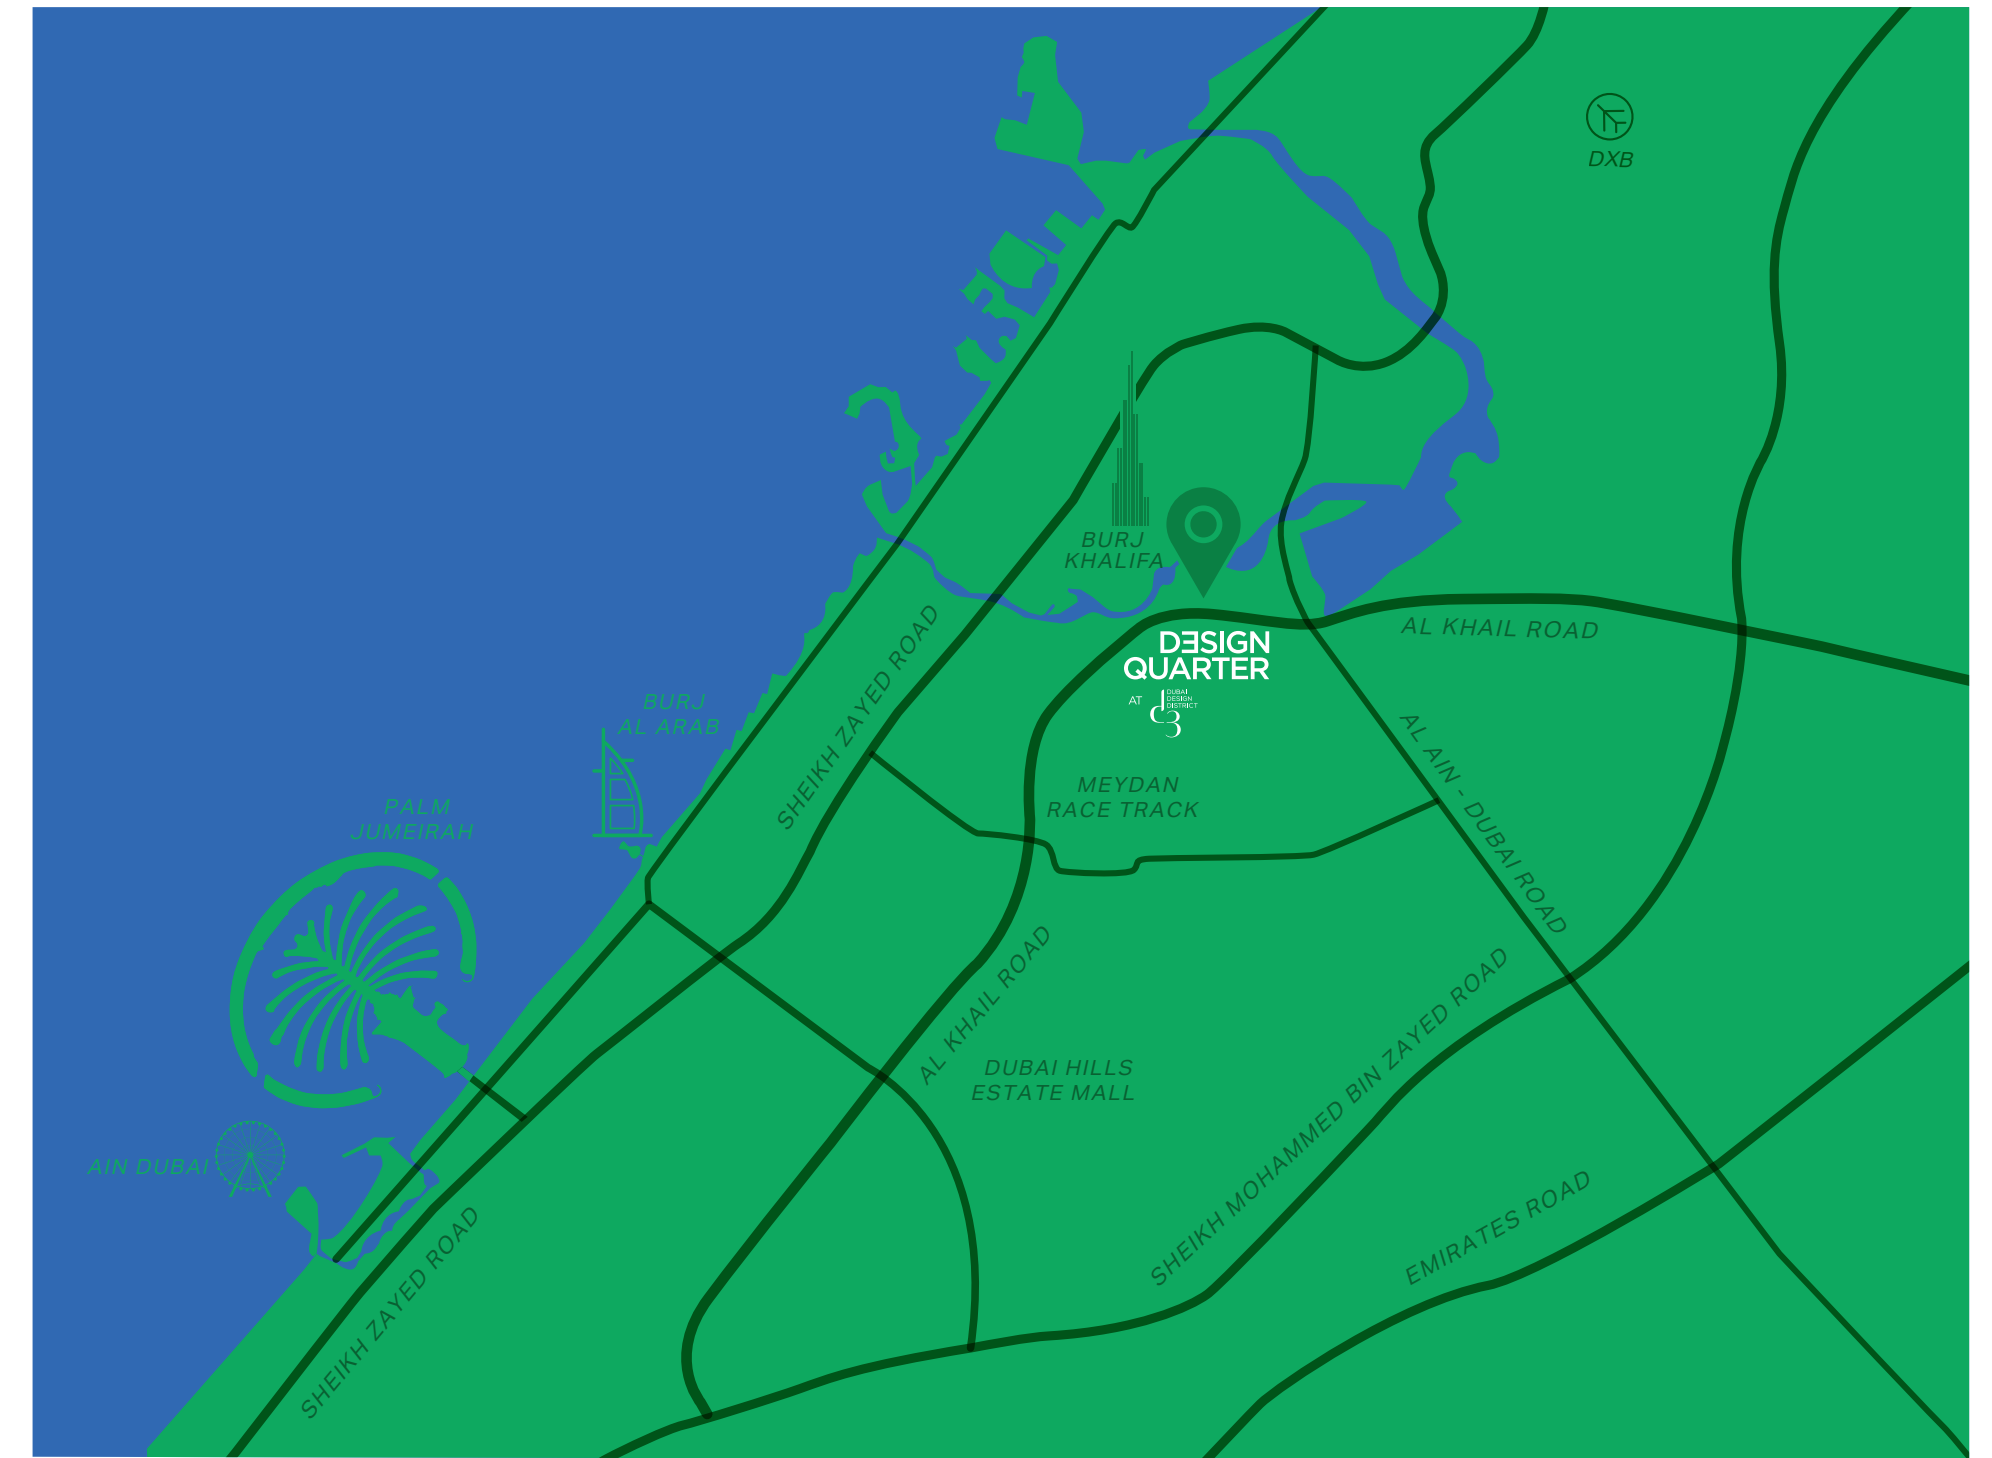 DXB
BURJ
KHALIFA
AL KHAIL ROAD
DESIGN
QUARTER
AT
DUBAI
DESIGN
DISTRICT
d3
SHEIKH ZAYED ROAD
BURJ
AL ARAB
AL AIN - DUBAI ROAD
MEYDAN
RACE TRACK
PALM
JUMEIRAH
AL KHAIL ROAD
SHEIKH MOHAMMED BIN ZAYED ROAD
DUBAI HILLS
ESTATE MALL
AIN DUBAI
EMIRATES ROAD
SHEIKH ZAYED ROAD